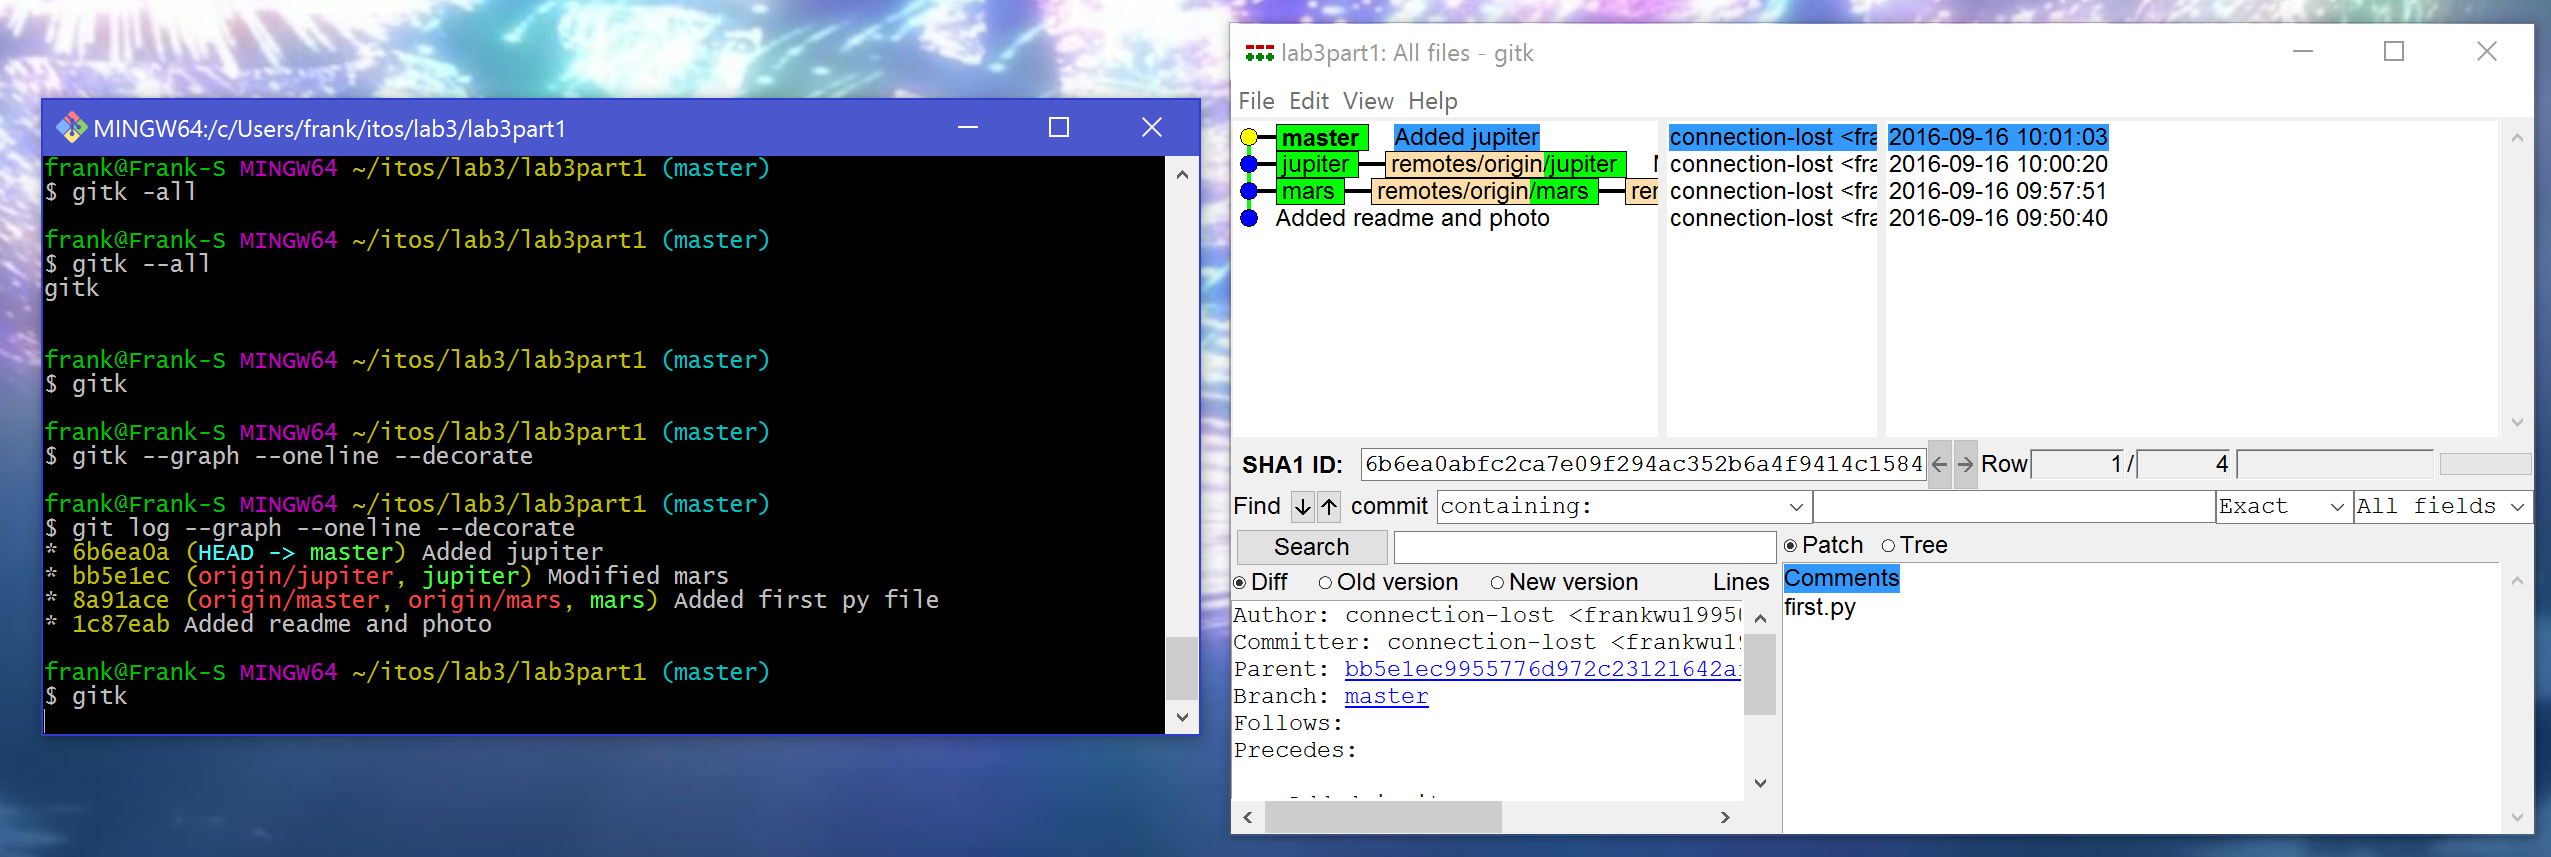 MINGW64:/c/Users/frank/itos/lab3/lab3part1
frank@Frank-S MINGW64 ~/itos/lab3/lab3part1 (master)
$ gitk -all
frank@Frank-S MINGW64 ~/itos/lab3/lab3part1 (master)
$ gitk --all
gitk
frank@Frank-S MINGW64 ~/itos/lab3/lab3part1 (master)
$ gitk
frank@Frank-S MINGW64 ~/itos/lab3/lab3part1 (master)
$ gitk --graph --oneline --decorate
frank@Frank-S MINGW64 ~/itos/lab3/lab3part1 (master)
$ git log --graph --oneline --decorate
* 6b6ea0a (HEAD -> master) Added jupiter
* bb5e1ec (origin/jupiter, jupiter) Modified mars
* 8a91ace (origin/master, origin/mars, mars) Added first py file
* 1c87eab Added readme and photo
frank@Frank-S MINGW64 ~/itos/lab3/lab3part1 (master)
$ gitk
lab3part1: All files - gitk
File Edit View Help
master Added jupiter connection-lost <fra 2016-09-16 10:01:03
jupiter remotes/origin/jupiter connection-lost <fra 2016-09-16 10:00:20
mars remotes/origin/mars rem connection-lost <fra 2016-09-16 09:57:51
Added readme and photo connection-lost <fra 2016-09-16 09:50:40
SHA1 ID: 6b6ea0abfc2ca7e09f294ac352b6a4f9414c1584 ← → Row 1 / 4
Find ↓ ↑ commit containing: Exact All fields
Search Patch Tree
Diff Old version New version Lines
Comments
first.py
Author: connection-lost <frankwu1995
Committer: connection-lost <frankwu1
Parent: bb5e1ec9955776d972c23121642a
Branch: master
Follows:
Precedes: